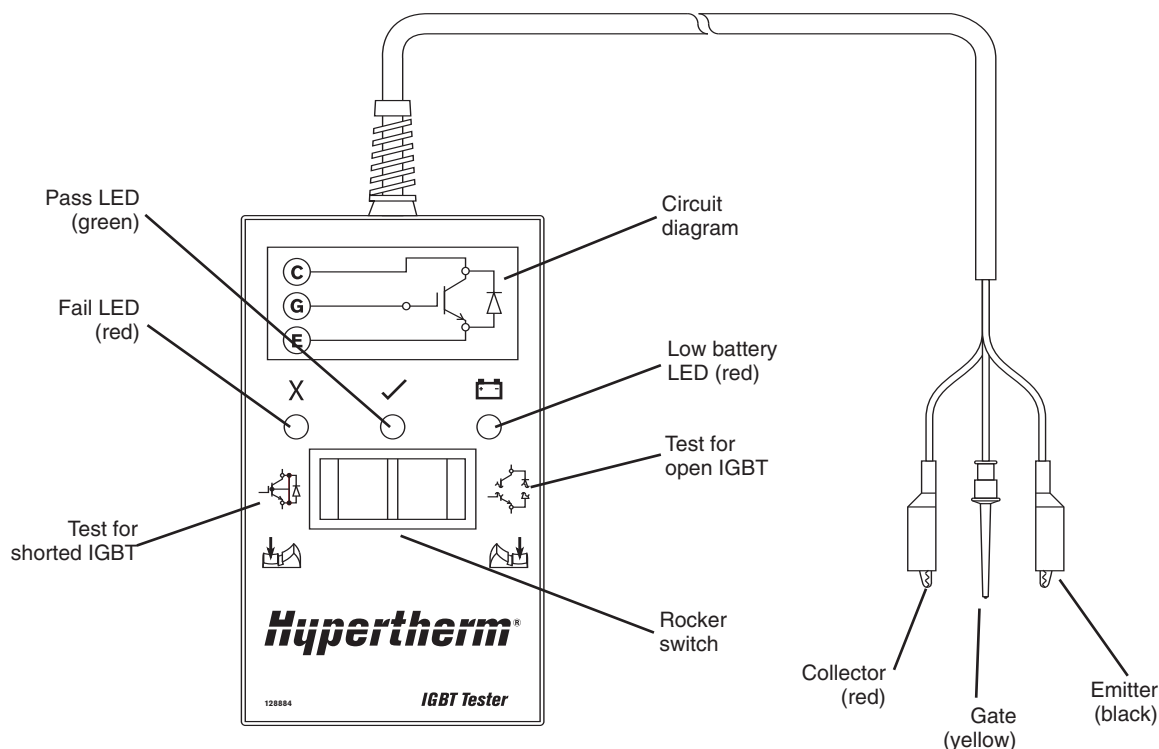 Pass LED
(green)
Fail LED
(red)
Circuit
diagram
Low battery
LED (red)
Test for
open IGBT
Test for
shorted IGBT
Rocker
switch
C
G
E
X
+ -
Hypertherm®
128884
IGBT Tester
Collector
(red)
Gate
(yellow)
Emitter
(black)